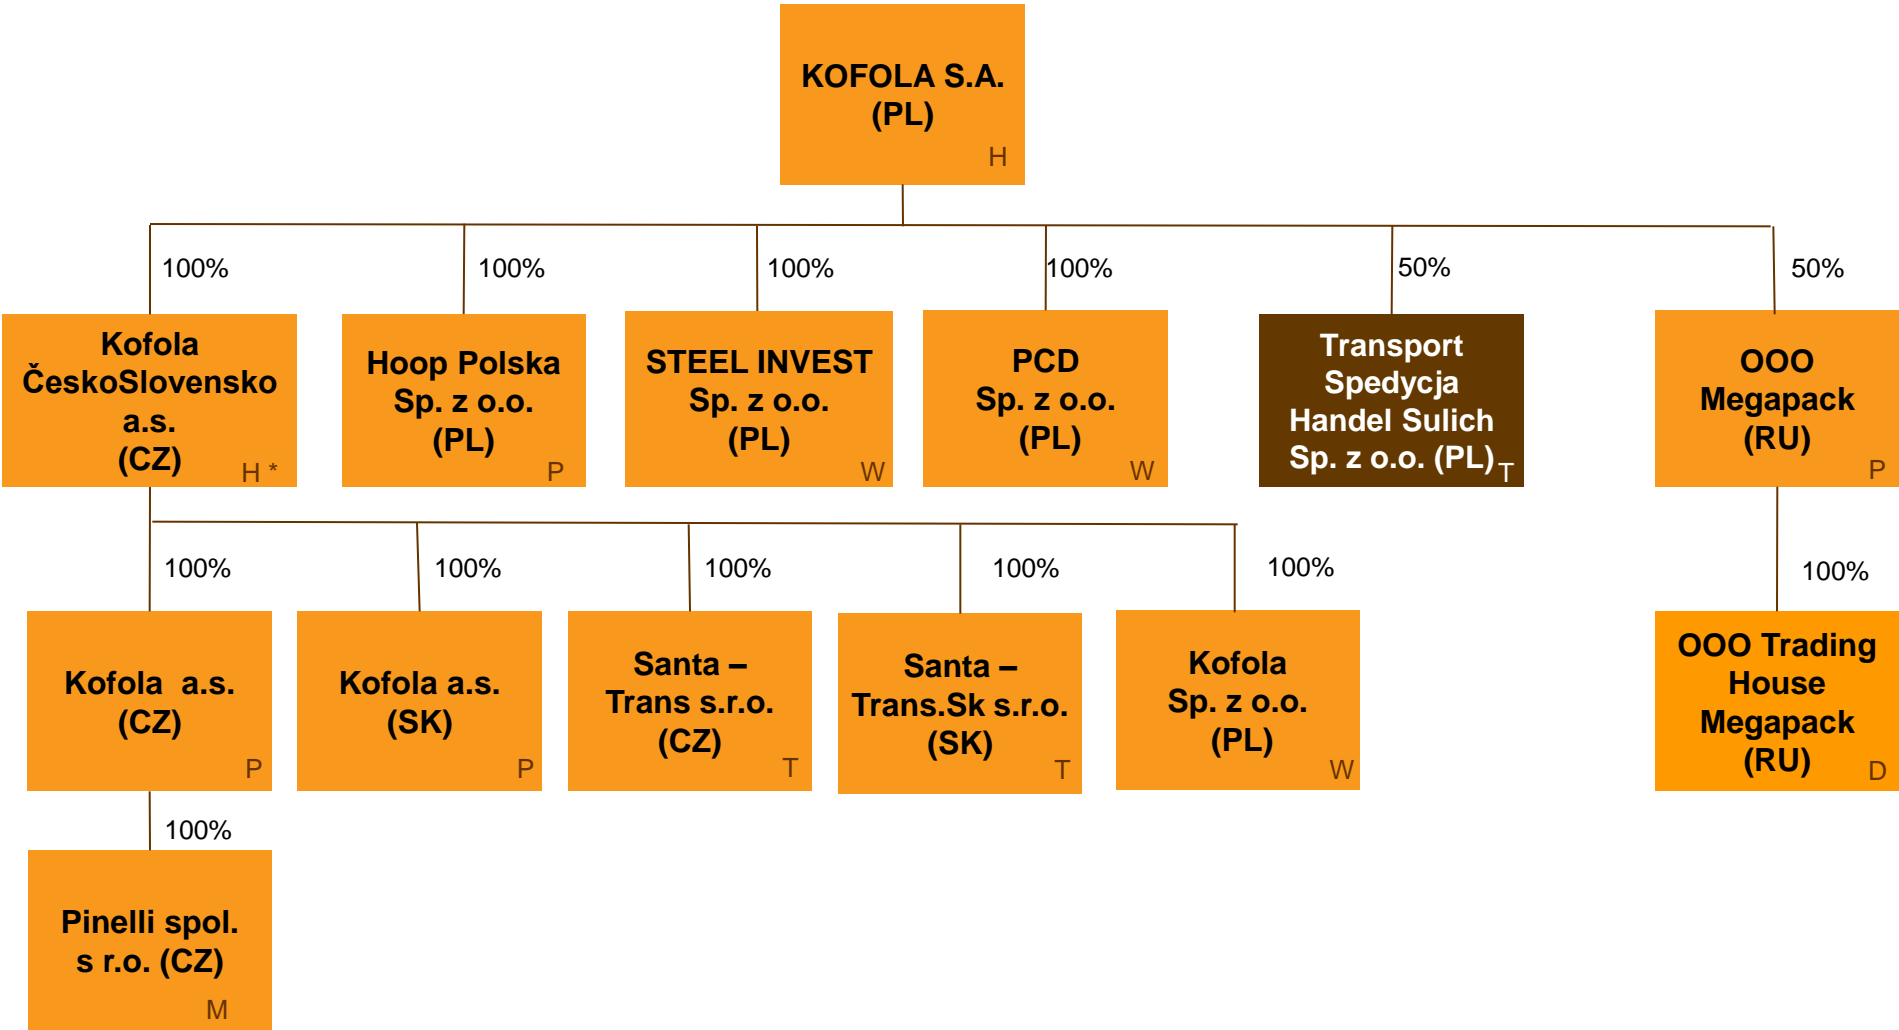 KOFOLA S.A.
(PL)
H
100%
100%
100%
100%
50%
50%
Kofola
ČeskoSlovensko
a.s.
(CZ)
H *
Hoop Polska
Sp. z o.o.
(PL)
P
STEEL INVEST
Sp. z o.o.
(PL)
W
PCD
Sp. z o.o.
(PL)
W
Transport
Spedycja
Handel Sulich
Sp. z o.o. (PL)
T
OOO
Megapack
(RU)
P
100%
100%
100%
100%
100%
100%
Kofola a.s.
(CZ)
P
Kofola a.s.
(SK)
P
Santa –
Trans s.r.o.
(CZ)
T
Santa –
Trans.Sk s.r.o.
(SK)
T
Kofola
Sp. z o.o.
(PL)
W
OOO Trading
House
Megapack
(RU)
D
100%
Pinelli spol.
s r.o. (CZ)
M